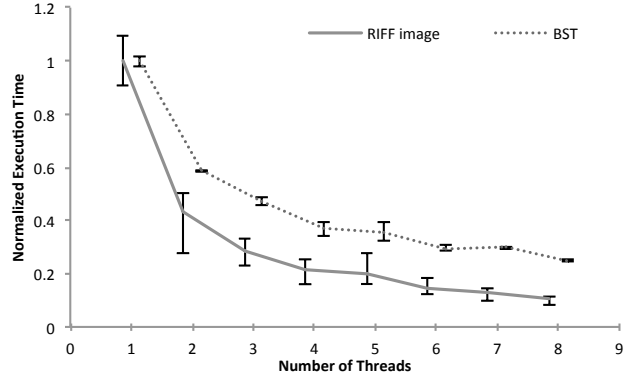 1.2
1
0.8
0.6
0.4
0.2
0
Normalized Execution Time
RIFF image
BST
0 1 2 3 4 5 6 7 8 9
Number of Threads